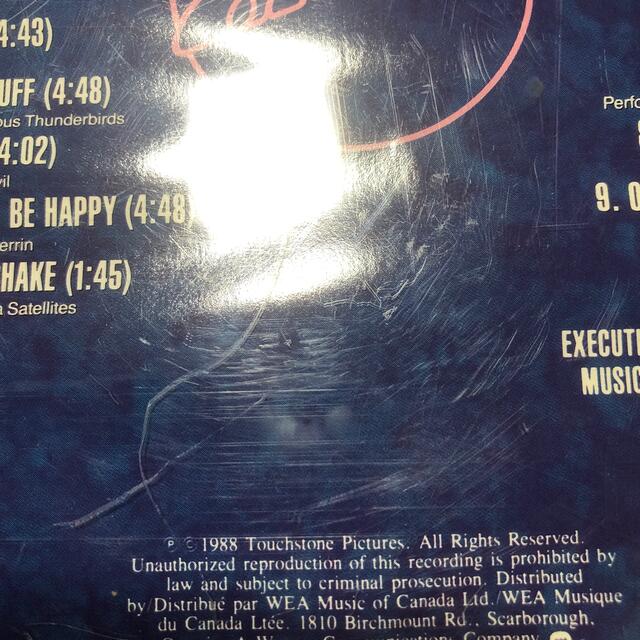 4:43)
UFF (4:48)
ous Thunderbirds
4:02)
vil
BE HAPPY (4:48)
errin
HAKE (1:45)
a Satellites
Perfo
9. O
EXECUTI
MUSIC
℗ © 1988 Touchstone Pictures. All Rights Reserved.
Unauthorized reproduction of this recording is prohibited by
law and subject to criminal prosecution. Distributed
by/Distribué par WEA Music of Canada Ltd./WEA Musique
du Canada Ltée. 1810 Birchmount Rd., Scarborough,